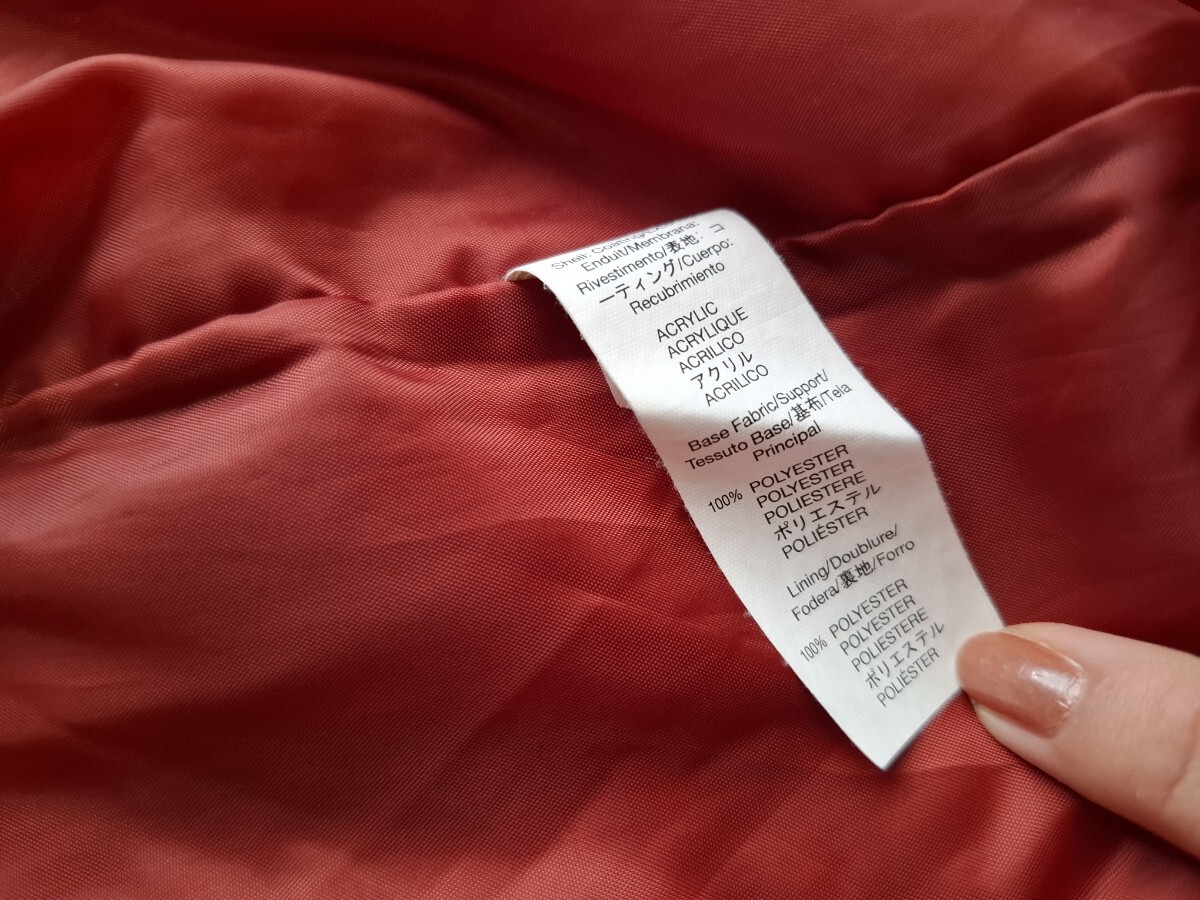 Shell: Coating/
Enduit/Membrana:
Rivestimento/表地: コ
ーティング/Cuerpo:
Recubrimiento
ACRYLIC
ACRYLIQUE
ACRILICO
アクリル
ACRILICO
Base Fabric/Support/
Tessuto Base/基布/Tela
Principal
100% POLYESTER
POLYESTER
POLIESTERE
ポリエステル
POLIÉSTER
Lining/Doublure/
Fodera/裏地/Forro
100% POLYESTER
POLYESTER
POLIESTERE
ポリエステル
POLIÉSTER